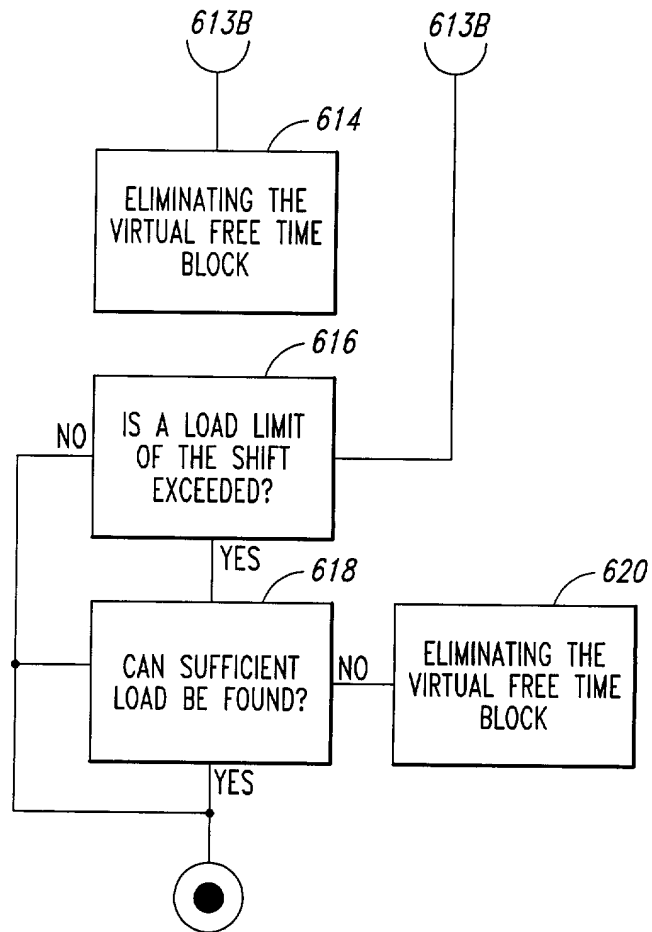 613B
613B
614
ELIMINATING THE
VIRTUAL FREE TIME
BLOCK
616
NO
IS A LOAD LIMIT
OF THE SHIFT
EXCEEDED?
YES
618
620
CAN SUFFICIENT
LOAD BE FOUND?
NO
ELIMINATING THE
VIRTUAL FREE TIME
BLOCK
YES